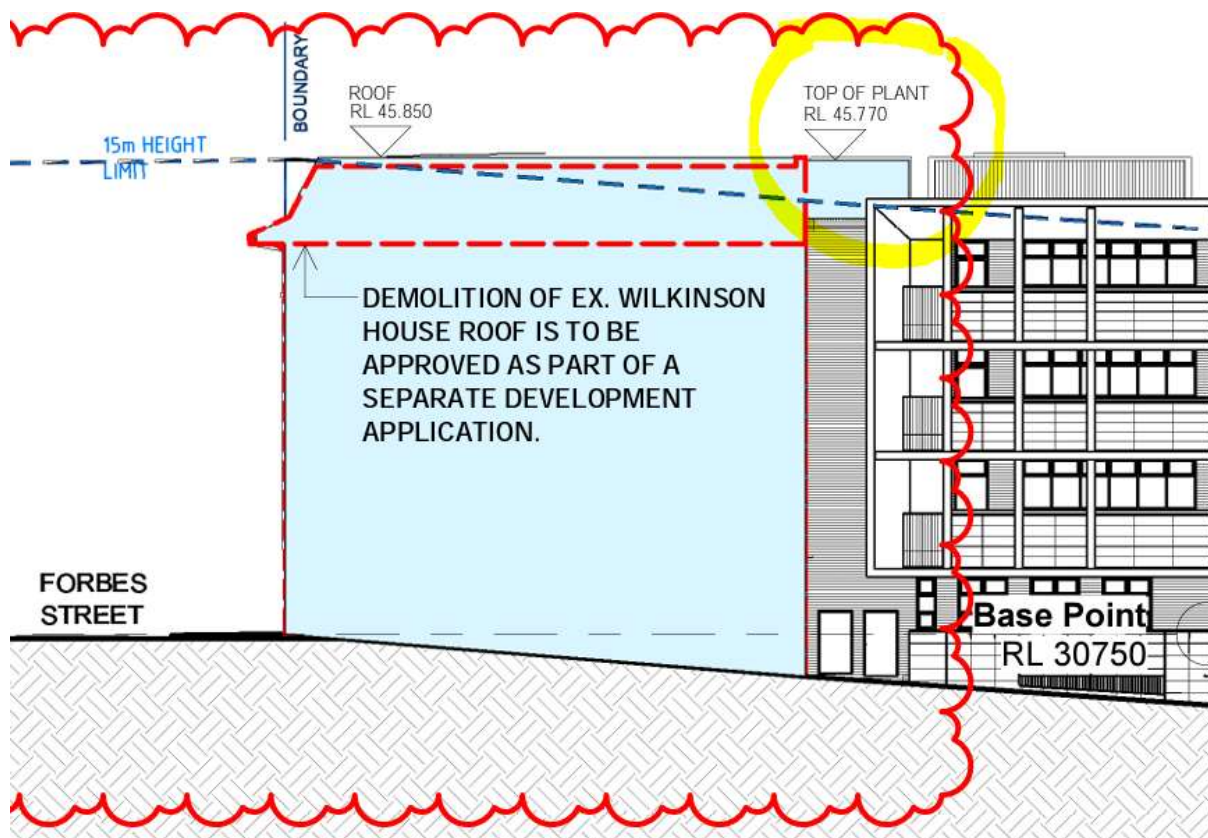 BOUNDARY
ROOF
RL 45.850
TOP OF PLANT
RL 45.770
15m HEIGHT
LIMIT
DEMOLITION OF EX. WILKINSON
HOUSE ROOF IS TO BE
APPROVED AS PART OF A
SEPARATE DEVELOPMENT
APPLICATION.
FORBES
STREET
Base Point
RL 30750